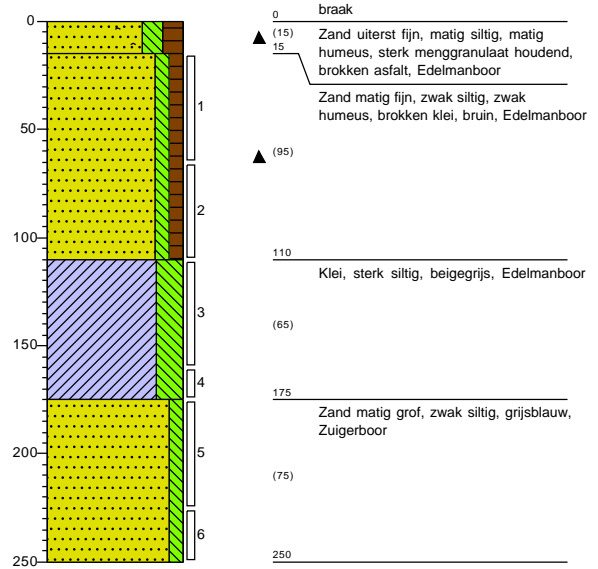 braak
0
0
(15)
Zand uiterst fijn, matig siltig, matig
humeus, sterk menggranulaat houdend,
brokken asfalt, Edelmanboor
15
Zand matig fijn, zwak siltig, zwak
humeus, brokken klei, bruin, Edelmanboor
1
50
(95)
2
100
110
Klei, sterk siltig, beigegrijs, Edelmanboor
3
(65)
150
4
175
Zand matig grof, zwak siltig, grijsblauw,
Zuigerboor
5
200
(75)
6
250
250